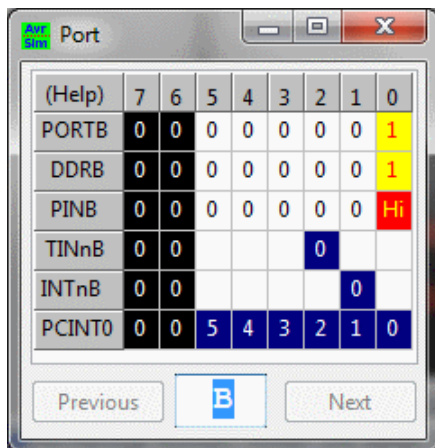 Avr Sim Port
(Help) 7 6 5 4 3 2 1 0
PORTB 0 0 0 0 0 0 0 1
DDRB 0 0 0 0 0 0 0 1
PINB 0 0 0 0 0 0 0 Hi
TINnB 0 0 0
INTnB 0 0 0
PCINT0 0 0 5 4 3 2 1 0
Previous B Next